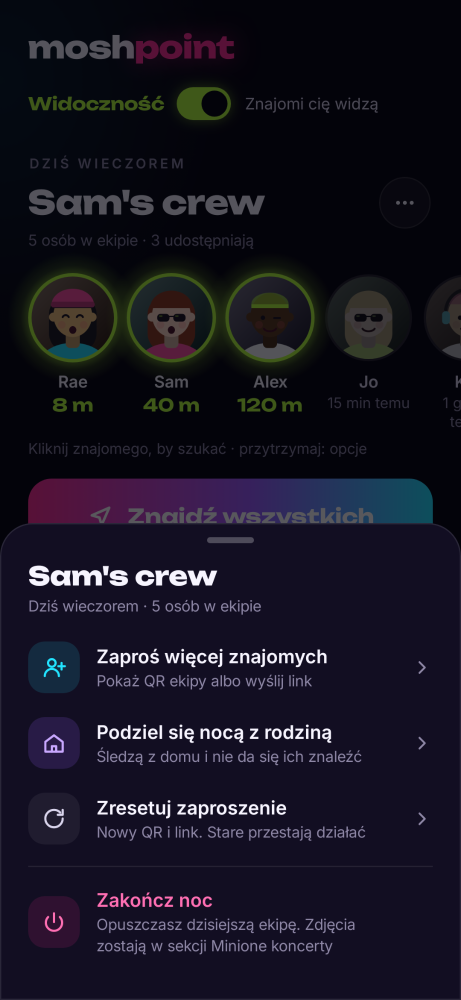 moshpoint
Widoczność Znajomi cię widzą
DZIŚ WIECZOREM
Sam's crew
5 osób w ekipie · 3 udostępniają
Rae Sam Alex Jo
8 m 40 m 120 m 15 min temu
Kliknij znajomego, by szukać · przytrzymaj: opcje
Znajdź wszystkich
Sam's crew
Dziś wieczorem · 5 osób w ekipie
Zaproś więcej znajomych
Pokaż QR ekipy albo wyślij link
Podziel się nocą z rodziną
Śledzą z domu i nie da się ich znaleźć
Zresetuj zaproszenie
Nowy QR i link. Stare przestają działać
Zakończ noc
Opuszczasz dzisiejszą ekipę. Zdjęcia
zostają w sekcji Minione koncerty